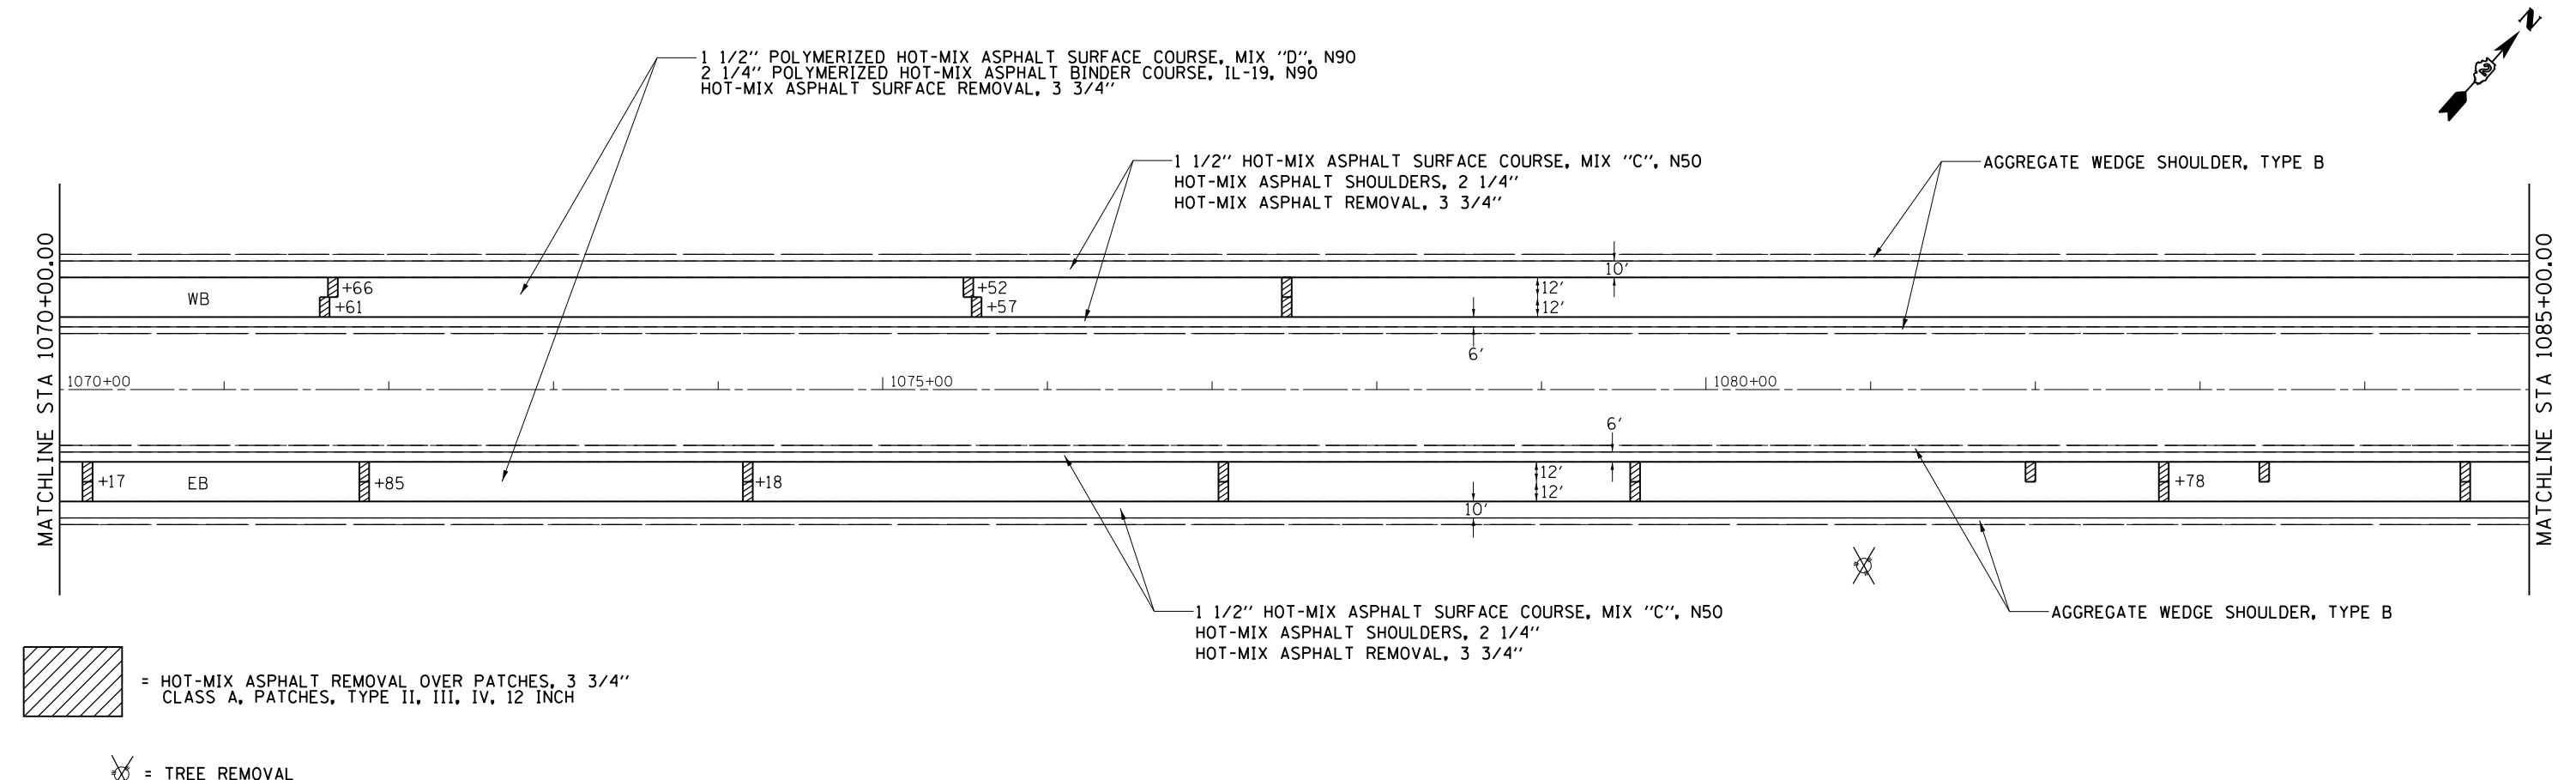 N
2
1 1/2" POLYMERIZED HOT-MIX ASPHALT SURFACE COURSE, MIX "D", N90
2 1/4" POLYMERIZED HOT-MIX ASPHALT BINDER COURSE, IL-19, N90
HOT-MIX ASPHALT SURFACE REMOVAL, 3 3/4"
1 1/2" HOT-MIX ASPHALT SURFACE COURSE, MIX "C", N50
HOT-MIX ASPHALT SHOULDERS, 2 1/4"
HOT-MIX ASPHALT REMOVAL, 3 3/4"
AGGREGATE WEDGE SHOULDER, TYPE B
MATCHLINE STA 1070+00.00
MATCHLINE STA 1085+00.00
10'
WB
+66
+61
+52
+57
12'
12'
6'
1070+00
1075+00
1080+00
6'
+17
EB
+85
+18
12'
12'
+78
10'
1 1/2" HOT-MIX ASPHALT SURFACE COURSE, MIX "C", N50
HOT-MIX ASPHALT SHOULDERS, 2 1/4"
HOT-MIX ASPHALT REMOVAL, 3 3/4"
AGGREGATE WEDGE SHOULDER, TYPE B
= HOT-MIX ASPHALT REMOVAL OVER PATCHES, 3 3/4"
CLASS A, PATCHES, TYPE II, III, IV, 12 INCH
= TREE REMOVAL